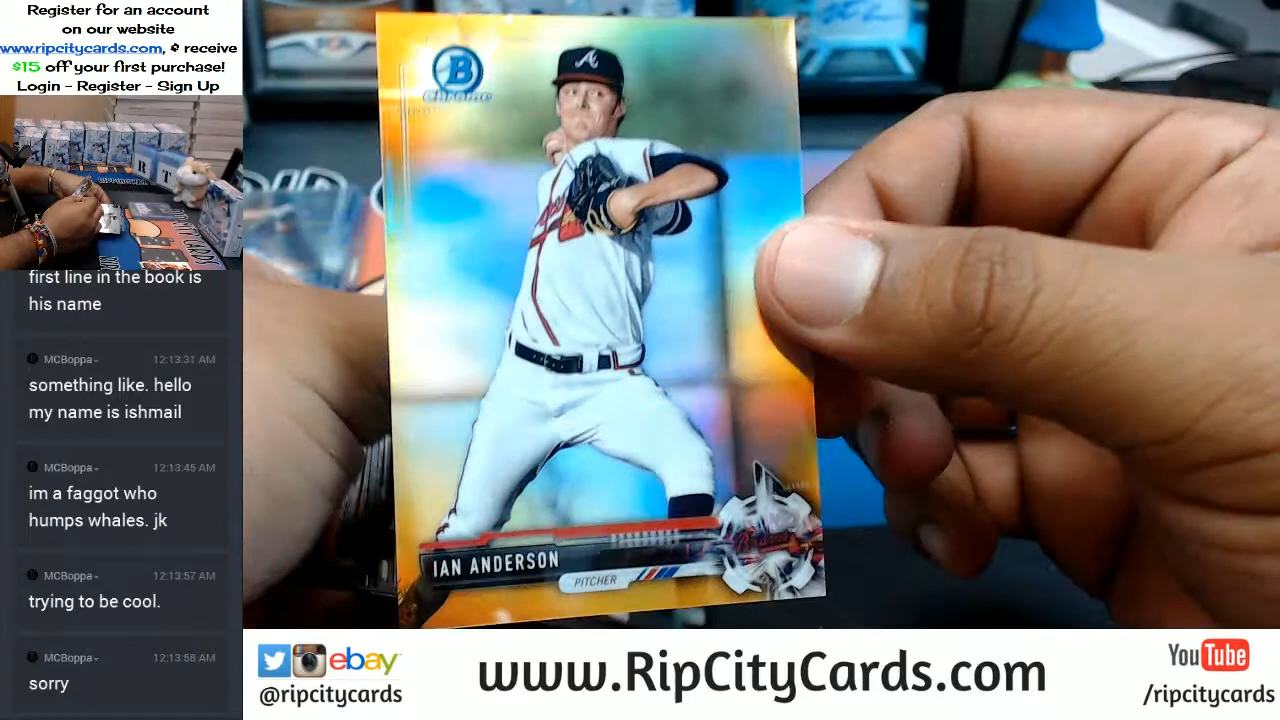 Register for an account
on our website
www.ripcitycards.com, & receive
$15 off your first purchase!
Login - Register - Sign Up
first line in the book is
his name
MCBoppa
12:13:31 AM
something like. hello
my name is ishmail
MCBoppa
12:13:45 AM
im a faggot who
humps whales. jk
MCBoppa
12:13:57 AM
trying to be cool.
MCBoppa
12:13:58 AM
sorry
B
Chrome
A
IAN ANDERSON
PITCHER
Braves
ebay
@ripcitycards
www.RipCityCards.com
YouTube
/ripcitycards